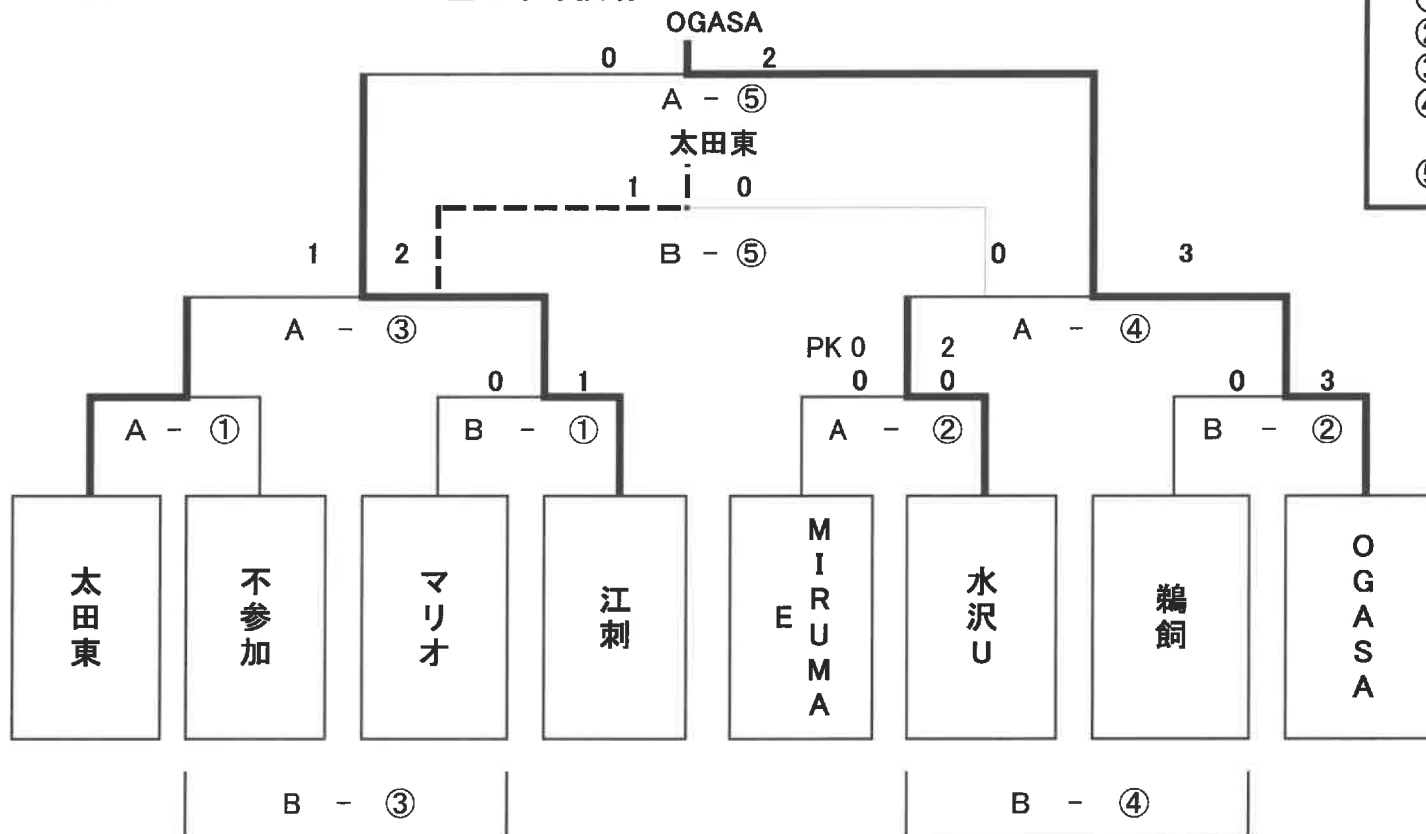 OGASA
0 2
A - ⑤
太田東
1 0
B - ⑤
1 2
0 3
A - ③
A - ④
PK 0 2
0 1
0 0
0 3
A - ①
B - ①
A - ②
B - ②
太田東
不参加
マリオ
江刺
MIRUMA
E
水沢U
鵜飼
OGASA
B - ③
B - ④